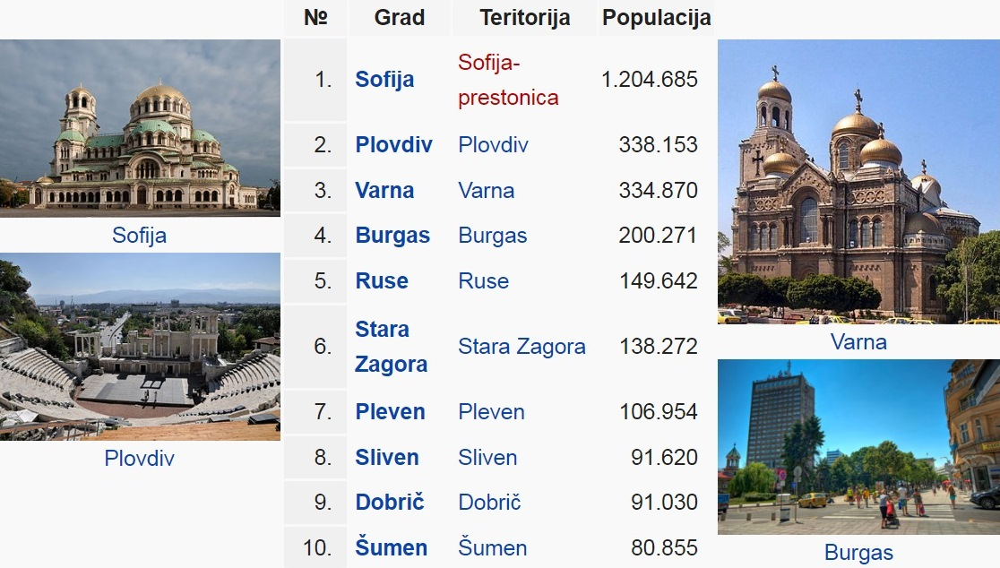 № Grad Teritorija Populacija
1. Sofija Sofija-
prestonica 1.204.685
2. Plovdiv Plovdiv 338.153
3. Varna Varna 334.870
4. Burgas Burgas 200.271
5. Ruse Ruse 149.642
6. Stara
Zagora Stara Zagora 138.272
7. Pleven Pleven 106.954
8. Sliven Sliven 91.620
9. Dobrič Dobrič 91.030
10. Šumen Šumen 80.855
Sofija
Plovdiv
Varna
Burgas